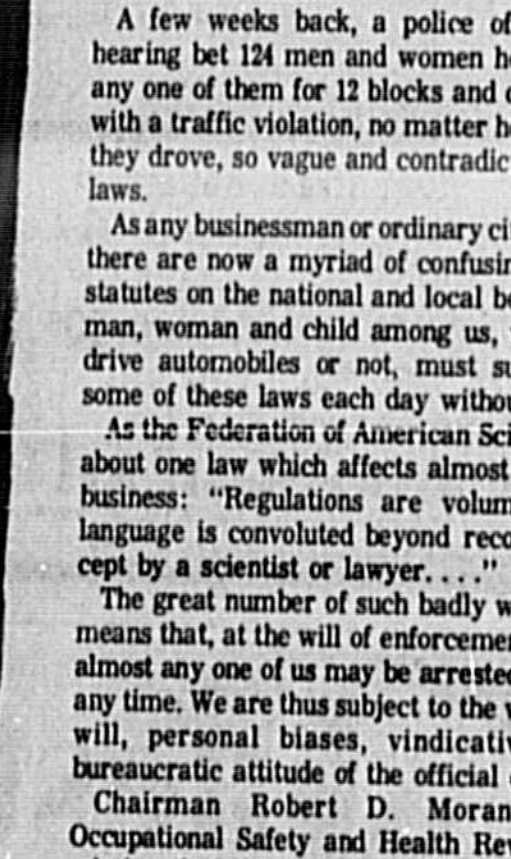 A few weeks back, a police of
hearing bet 124 men and women h
any one of them for 12 blocks and
with a traffic violation, no matter h
they drove, so vague and contradic
laws.
As any businessman or ordinary ci
there are now a myriad of confusin
statutes on the national and local b
man, woman and child among us,
drive automobiles or not, must su
some of these laws each day withou
As the Federation of American Sci
about one law which affects almost
business: "Regulations are volum
language is convoluted beyond reco
cept by a scientist or lawyer. . . ."
The great number of such badly w
means that, at the will of enforcemen
almost any one of us may be arrested
any time. We are thus subject to the
will, personal biases, vindicativ
bureaucratic attitude of the official
Chairman Robert D. Moran
Occupational Safety and Health Rev